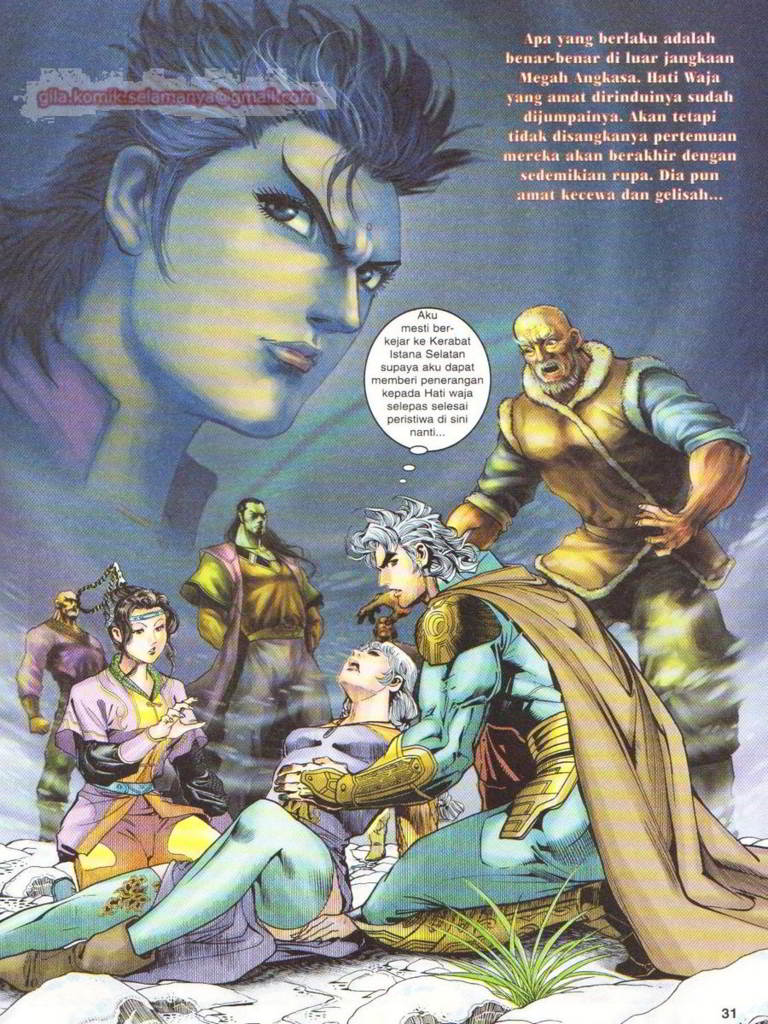 Apa yang berlaku adalah
benar-benar di luar jangkaan
Megah Angkasa. Hati Waja
yang amat dirinduinya sudah
dijumpainya. Akan tetapi
tidak disangkanya pertemuan
mereka akan berakhir dengan
sedemikian rupa. Dia pun
amat kecewa dan gelisah...
gila.komik.selamanya@gmail.com
Aku
mesti ber-
kejar ke Kerabat
Istana Selatan
supaya aku dapat
memberi penerangan
kepada Hati waja
selepas selesai
peristiwa di sini
nanti...
31